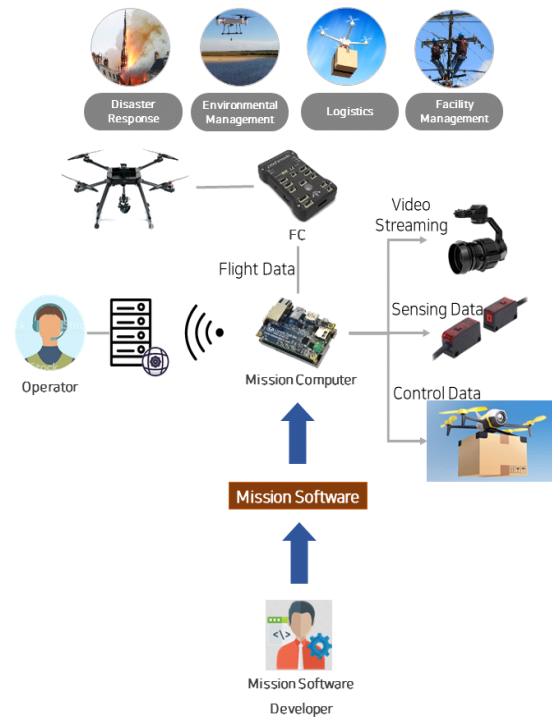 Disaster
Response
Environmental
Management
Logistics
Facility
Management
FC
Video
Streaming
Flight Data
Sensing Data
Operator
Mission Computer
Control Data
Mission Software
</>
Mission Software
Developer